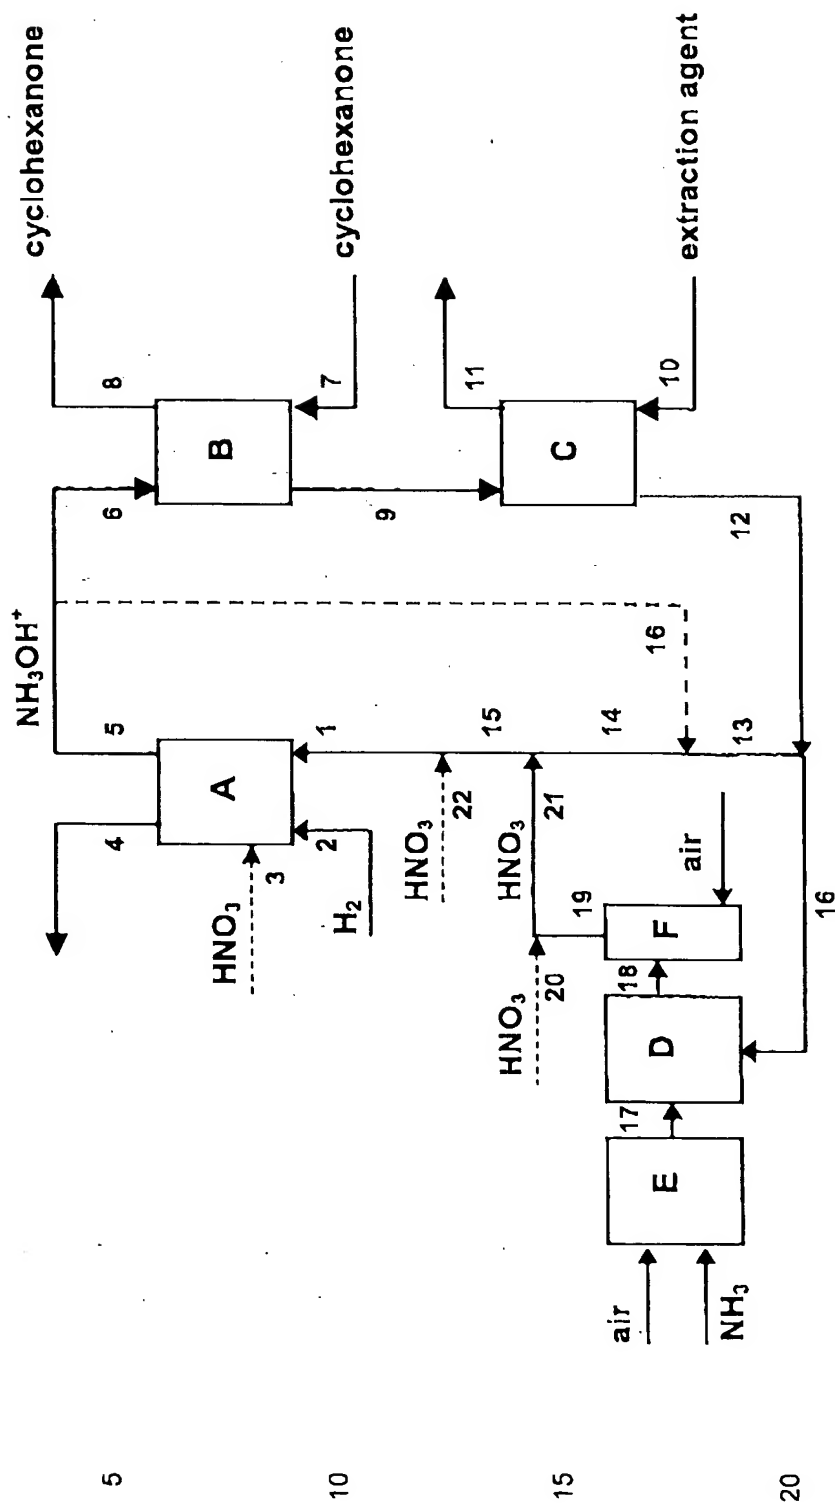 NH₃OH⁺
cyclohexanone
5
4
5
6
8
HNO₃
A
B
3
2
1
7
10
H₂
cyclohexanone
9
HNO₃
22
11
15
HNO₃
HNO₃
20
21
15
C
19
14
air
17
18
16
E
D
F
10
extraction agent
air
NH₃
13
12
20
16